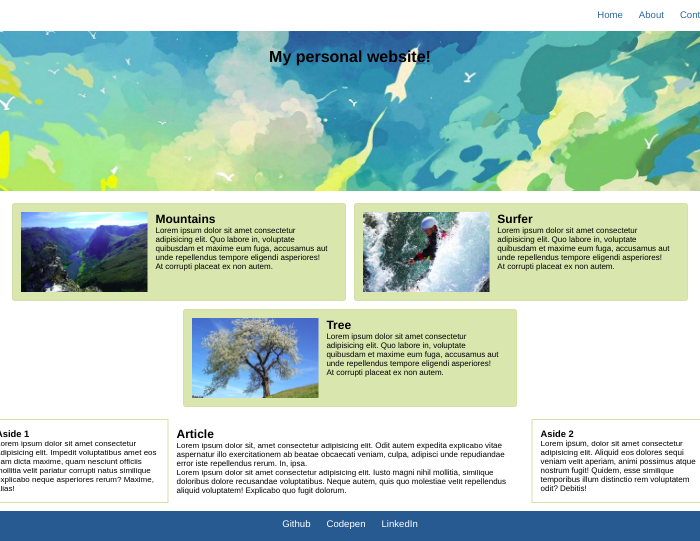 Home About Cont
My personal website!
Mountains
Lorem ipsum dolor sit amet consectetur
adipisicing elit. Quo labore in, voluptate
quibusdam et maxime eum fuga, accusamus aut
unde repellendus tempore eligendi asperiores!
At corrupti placeat ex non autem.
Surfer
Lorem ipsum dolor sit amet consectetur
adipisicing elit. Quo labore in, voluptate
quibusdam et maxime eum fuga, accusamus aut
unde repellendus tempore eligendi asperiores!
At corrupti placeat ex non autem.
Tree
Lorem ipsum dolor sit amet consectetur
adipisicing elit. Quo labore in, voluptate
quibusdam et maxime eum fuga, accusamus aut
unde repellendus tempore eligendi asperiores!
At corrupti placeat ex non autem.
Aside 1
orem ipsum dolor sit amet consectetur
adipisicing elit. Impedit voluptatibus amet eos
am dicta maxime, quam nesciunt officiis
mollitia velit pariatur corrupti natus similique
explicabo neque asperiores rerum? Maxime,
alias!
Article
Lorem ipsum dolor sit, amet consectetur adipisicing elit. Odit autem expedita explicabo vitae
aspernatur illo exercitationem ab beatae obcaecati veniam, culpa, adipisci unde repudiandae
error iste repellendus rerum. In, ipsa.
Lorem ipsum dolor sit amet consectetur adipisicing elit. Iusto magni nihil mollitia, similique
doloribus dolore recusandae voluptatibus. Neque autem, quis quo molestiae velit repellendus
aliquid voluptatem! Explicabo quo fugit dolorum.
Aside 2
Lorem ipsum, dolor sit amet consectetur
adipisicing elit. Aliquid eos dolores sequi
veniam velit aperiam, animi possimus atque
nostrum fugit! Quidem, esse similique
temporibus illum distinctio rem voluptatem
odit? Debitis!
Github Codepen LinkedIn